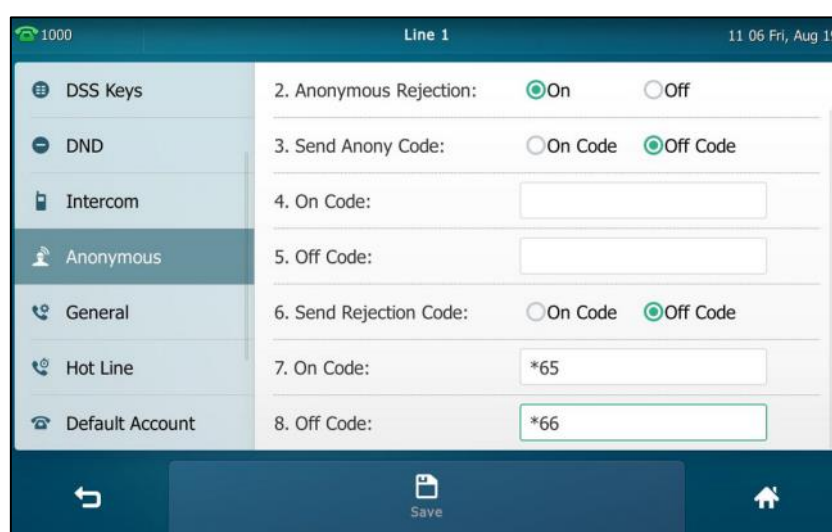 1000 Line 1 11 06 Fri, Aug 19
DSS Keys
DND
Intercom
Anonymous
General
Hot Line
Default Account
2. Anonymous Rejection: On Off
3. Send Anony Code: On Code Off Code
4. On Code:
5. Off Code:
6. Send Rejection Code: On Code Off Code
7. On Code: *65
8. Off Code: *66
Save